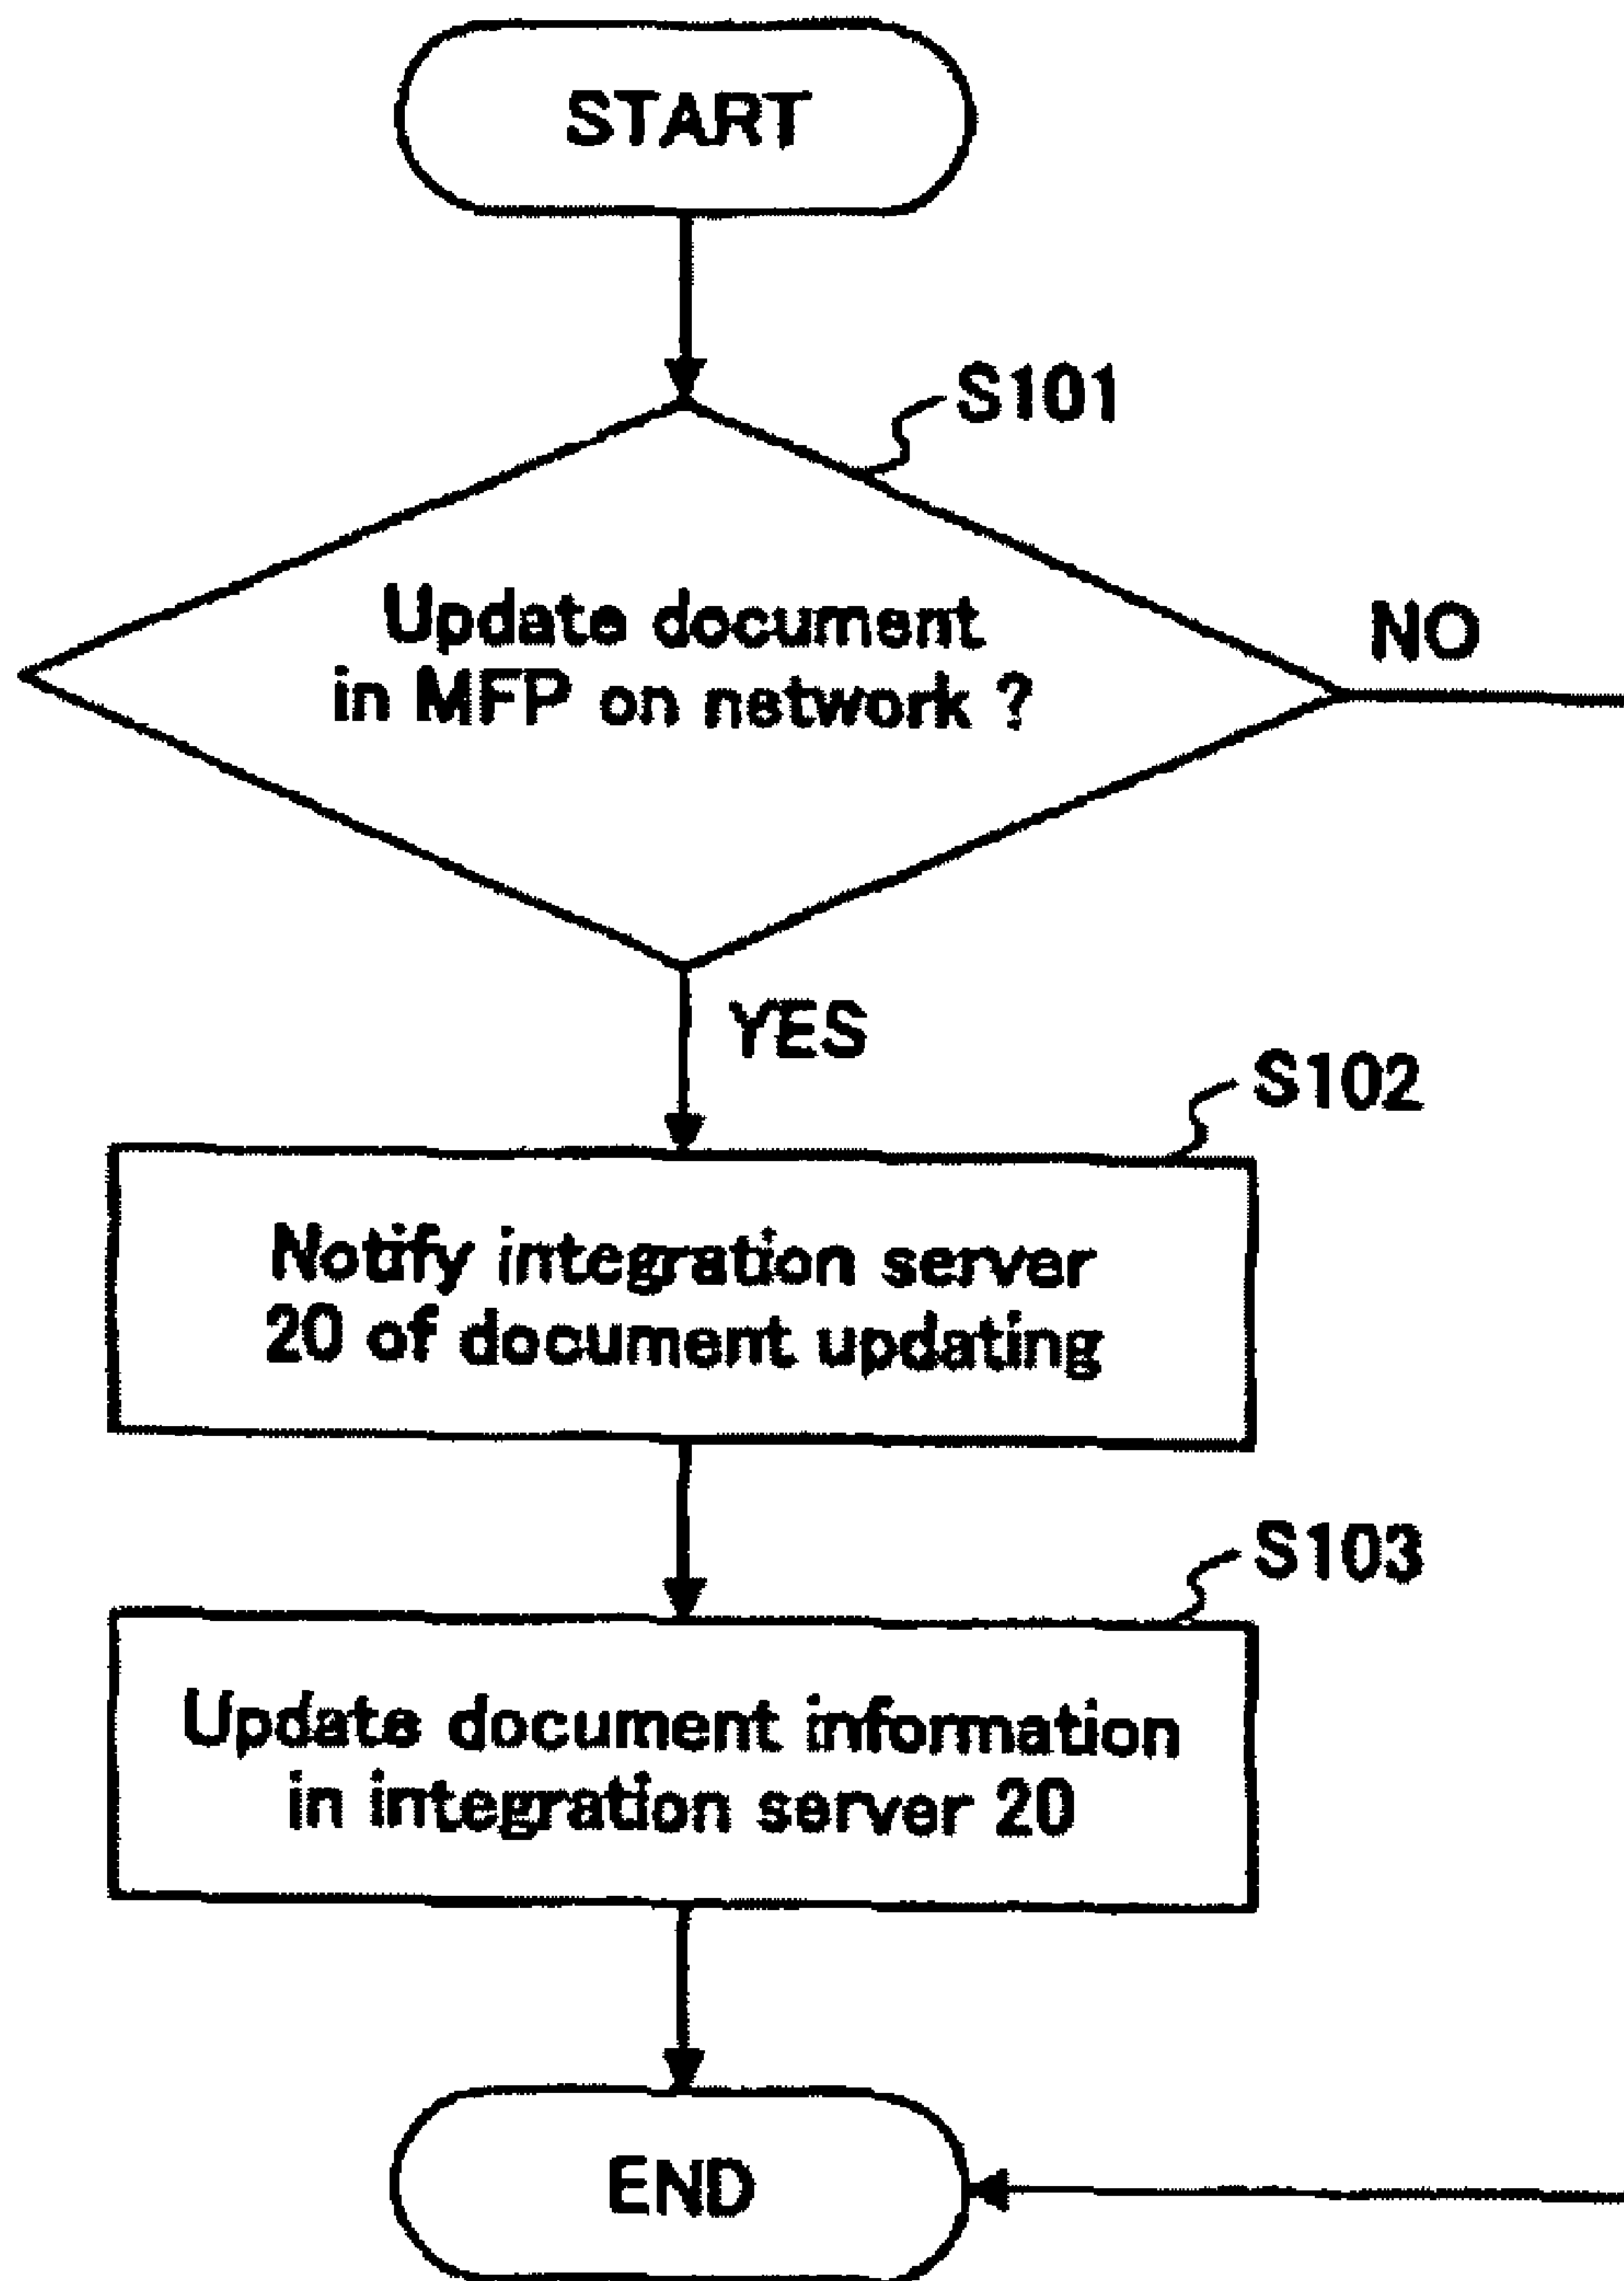 START
S101
Update document
in MFP on network ?
NO
YES
S102
Notify integration server
20 of document updating
S103
Update document information
in integration server 20
END